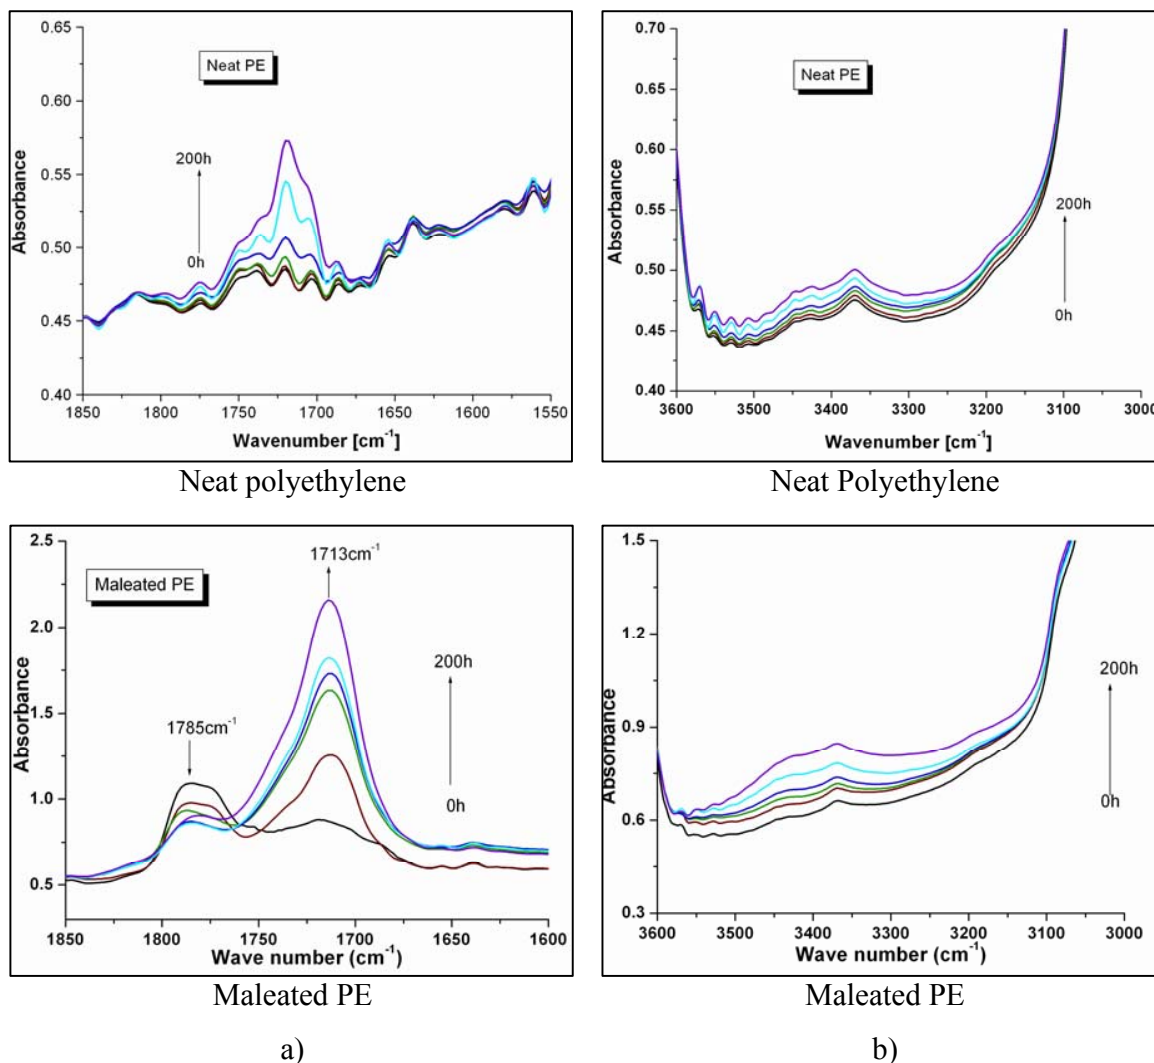 0.65
0.60
0.55
0.50
0.45
0.40
Absorbance
Neat PE
200h
0h
1850 1800 1750 1700 1650 1600 1550
Wavenumber [cm⁻¹]
Neat polyethylene
0.70
0.65
0.60
0.55
0.50
0.45
0.40
Absorbance
Neat PE
200h
0h
3600 3500 3400 3300 3200 3100 3000
Wavenumber [cm⁻¹]
Neat Polyethylene
2.5
2.0
1.5
1.0
0.5
Absorbance
Maleated PE
1713cm⁻¹
1785cm⁻¹
200h
0h
1850 1800 1750 1700 1650 1600
Wave number (cm⁻¹)
Maleated PE
1.5
1.2
0.9
0.6
0.3
Absorbance
Maleated PE
200h
0h
3600 3500 3400 3300 3200 3100 3000
Wave number (cm⁻¹)
Maleated PE
a)
b)